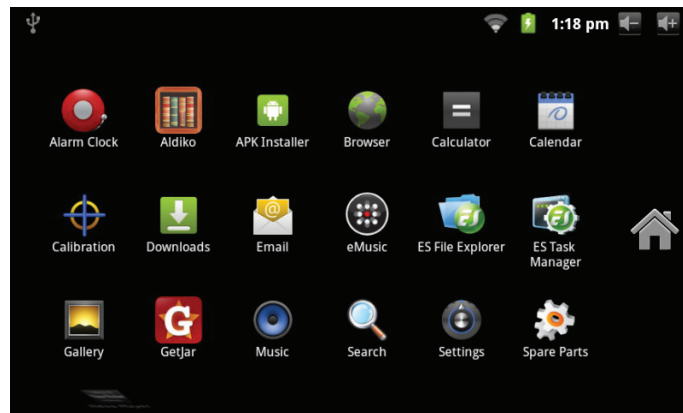 1:18 pm
Alarm Clock
Aldiko
APK Installer
Browser
Calculator
Calendar
Calibration
Downloads
Email
eMusic
ES File Explorer
ES Task
Manager
Gallery
G
GetJar
Music
Search
Settings
Spare Parts